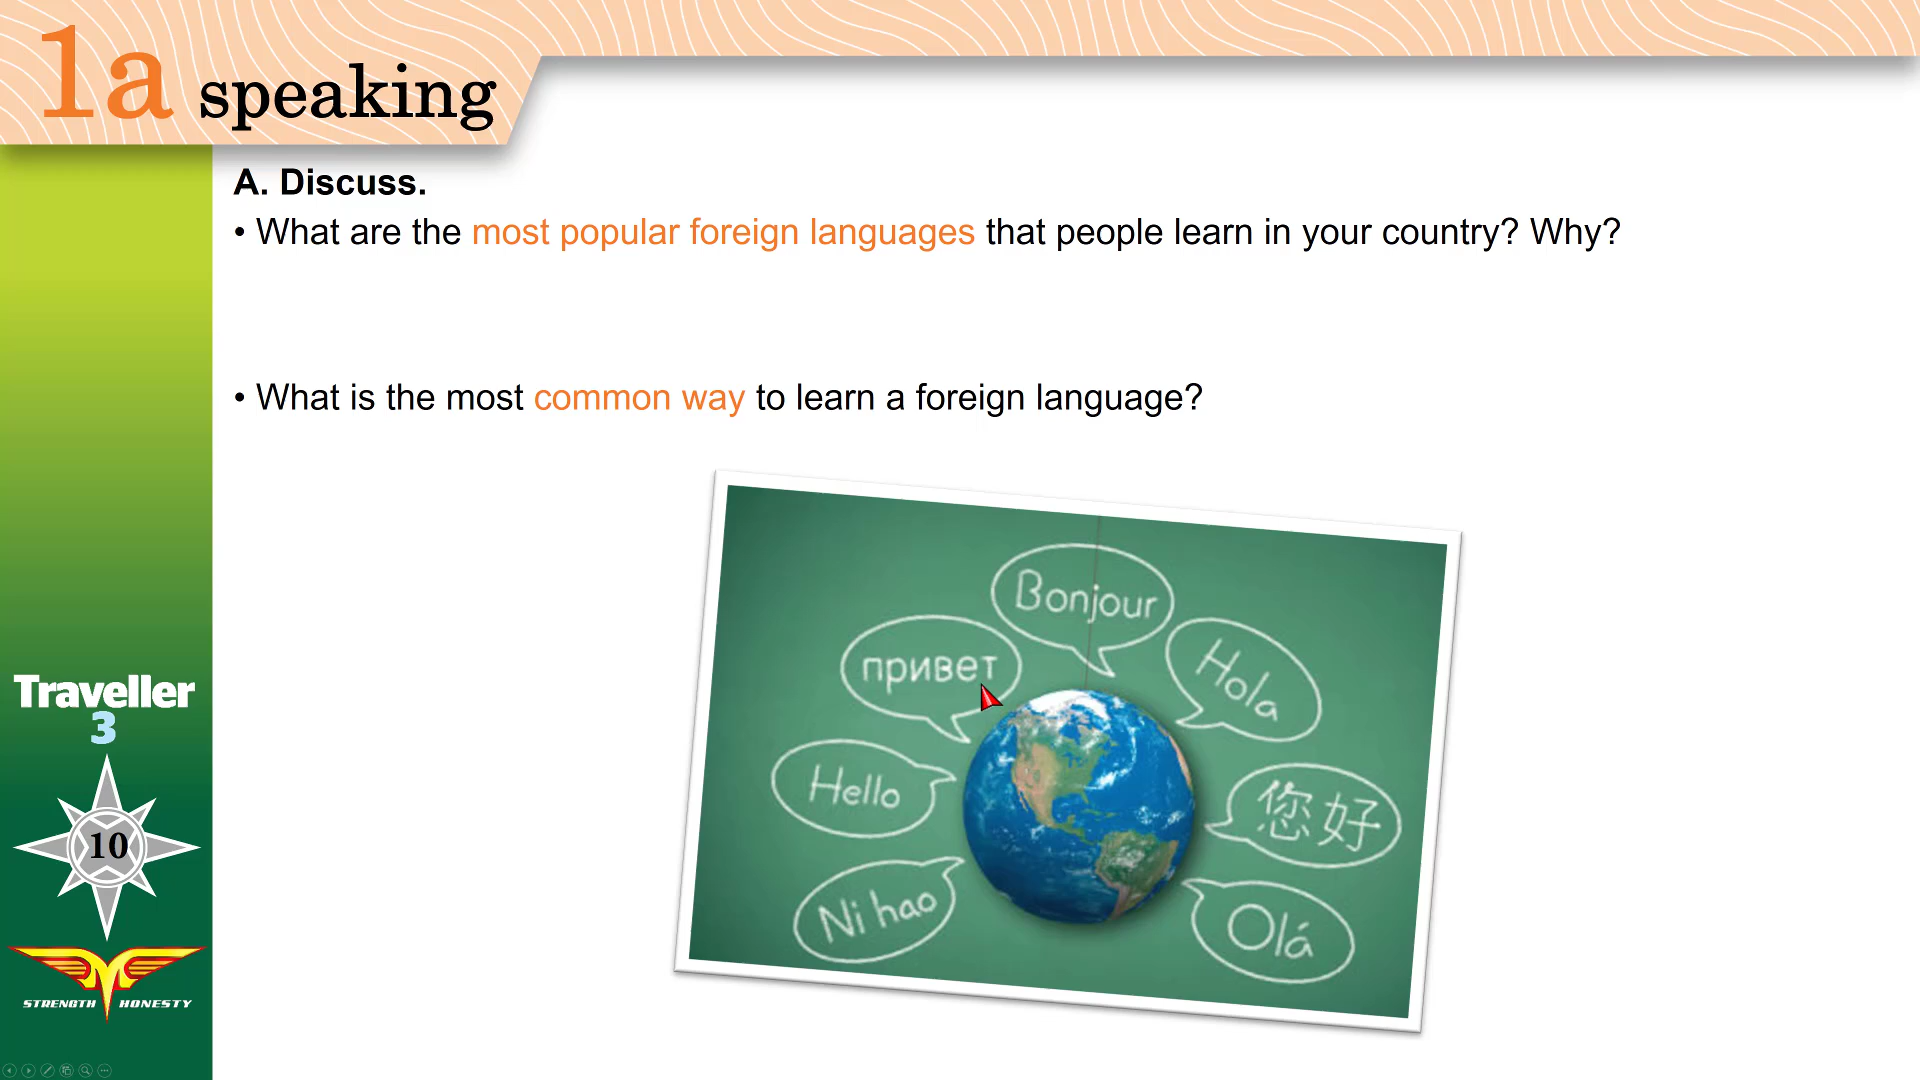 1a speaking
A. Discuss.
• What are the most popular foreign languages that people learn in your country? Why?
• What is the most common way to learn a foreign language?
Bonjour
привет
Hola
Hello
您好
Ni hao
Olá
Traveller
3
10
STRENGTH HONESTY